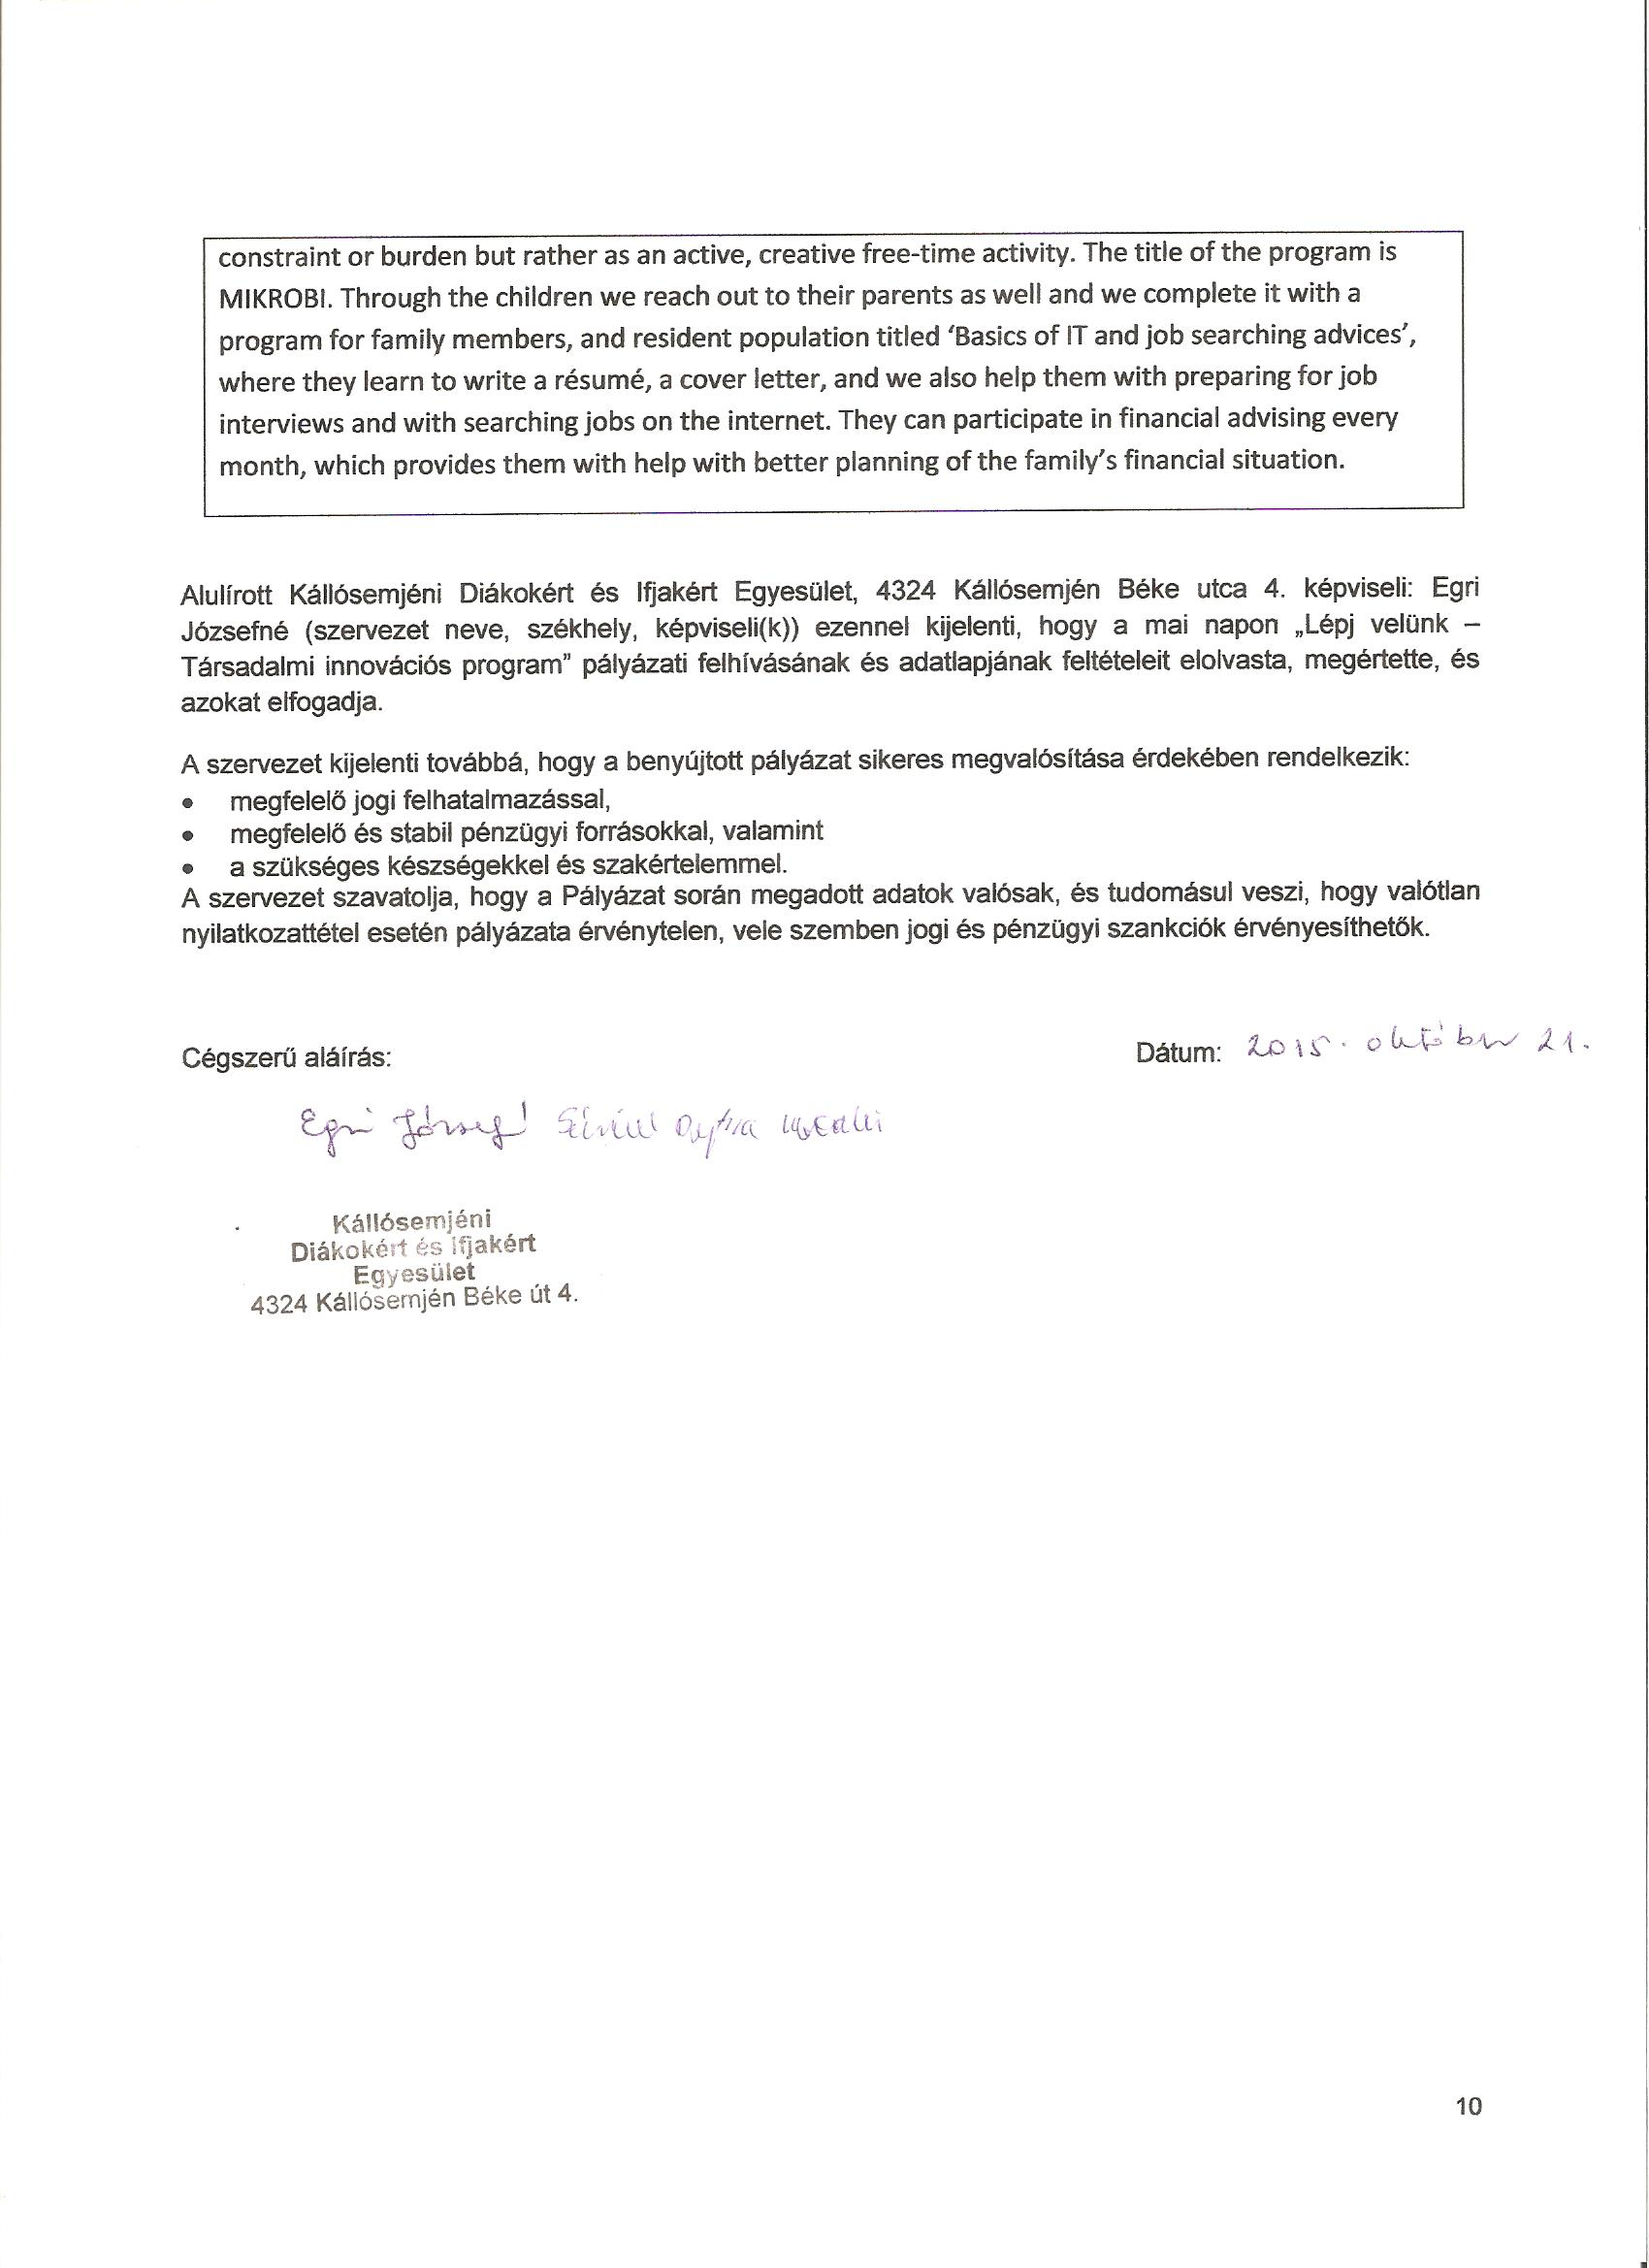 constraint or burden but rather as an active, creative free-time activity. The title of the program is
MIKROBI. Through the children we reach out to their parents as well and we complete it with a
program for family members, and resident population titled ‘Basics of IT and job searching advices’,
where they learn to write a résumé, a cover letter, and we also help them with preparing for job
interviews and with searching jobs on the internet. They can participate in financial advising every
month, which provides them with help with better planning of the family’s financial situation.
Alulírott Kállósemjéni Diákokért és Ifjakért Egyesület, 4324 Kállósemjén Béke utca 4. képviseli: Egri
Józsefné (szervezet neve, székhely, képviseli(k)) ezennel kijelenti, hogy a mai napon „Lépj velünk –
Társadalmi innovációs program” pályázati felhívásának és adatlapjának feltételeit elolvasta, megértette, és
azokat elfogadja.
A szervezet kijelenti továbbá, hogy a benyújtott pályázat sikeres megvalósítása érdekében rendelkezik:
• megfelelő jogi felhatalmazással,
• megfelelő és stabil pénzügyi forrásokkal, valamint
• a szükséges készségekkel és szakértelemmel.
A szervezet szavatolja, hogy a Pályázat során megadott adatok valósak, és tudomásul veszi, hogy valótlan
nyilatkozattétel esetén pályázata érvénytelen, vele szemben jogi és pénzügyi szankciók érvényesíthetők.
Cégszerű aláírás: Dátum: 2015. október 21.
Egri József
Kállósemjéni
Diákokért és Ifjakért
Egyesület
4324 Kállósemjén Béke út 4.
10